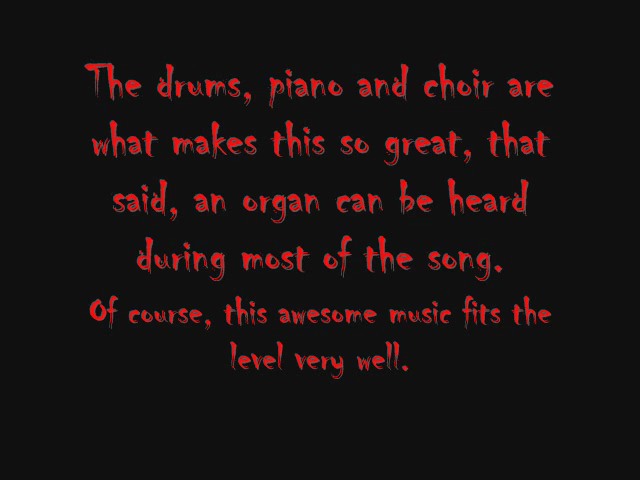 The drums, piano and choir are
what makes this so great, that
said, an organ can be heard
during most of the song.
Of course, this awesome music fits the
level very well.